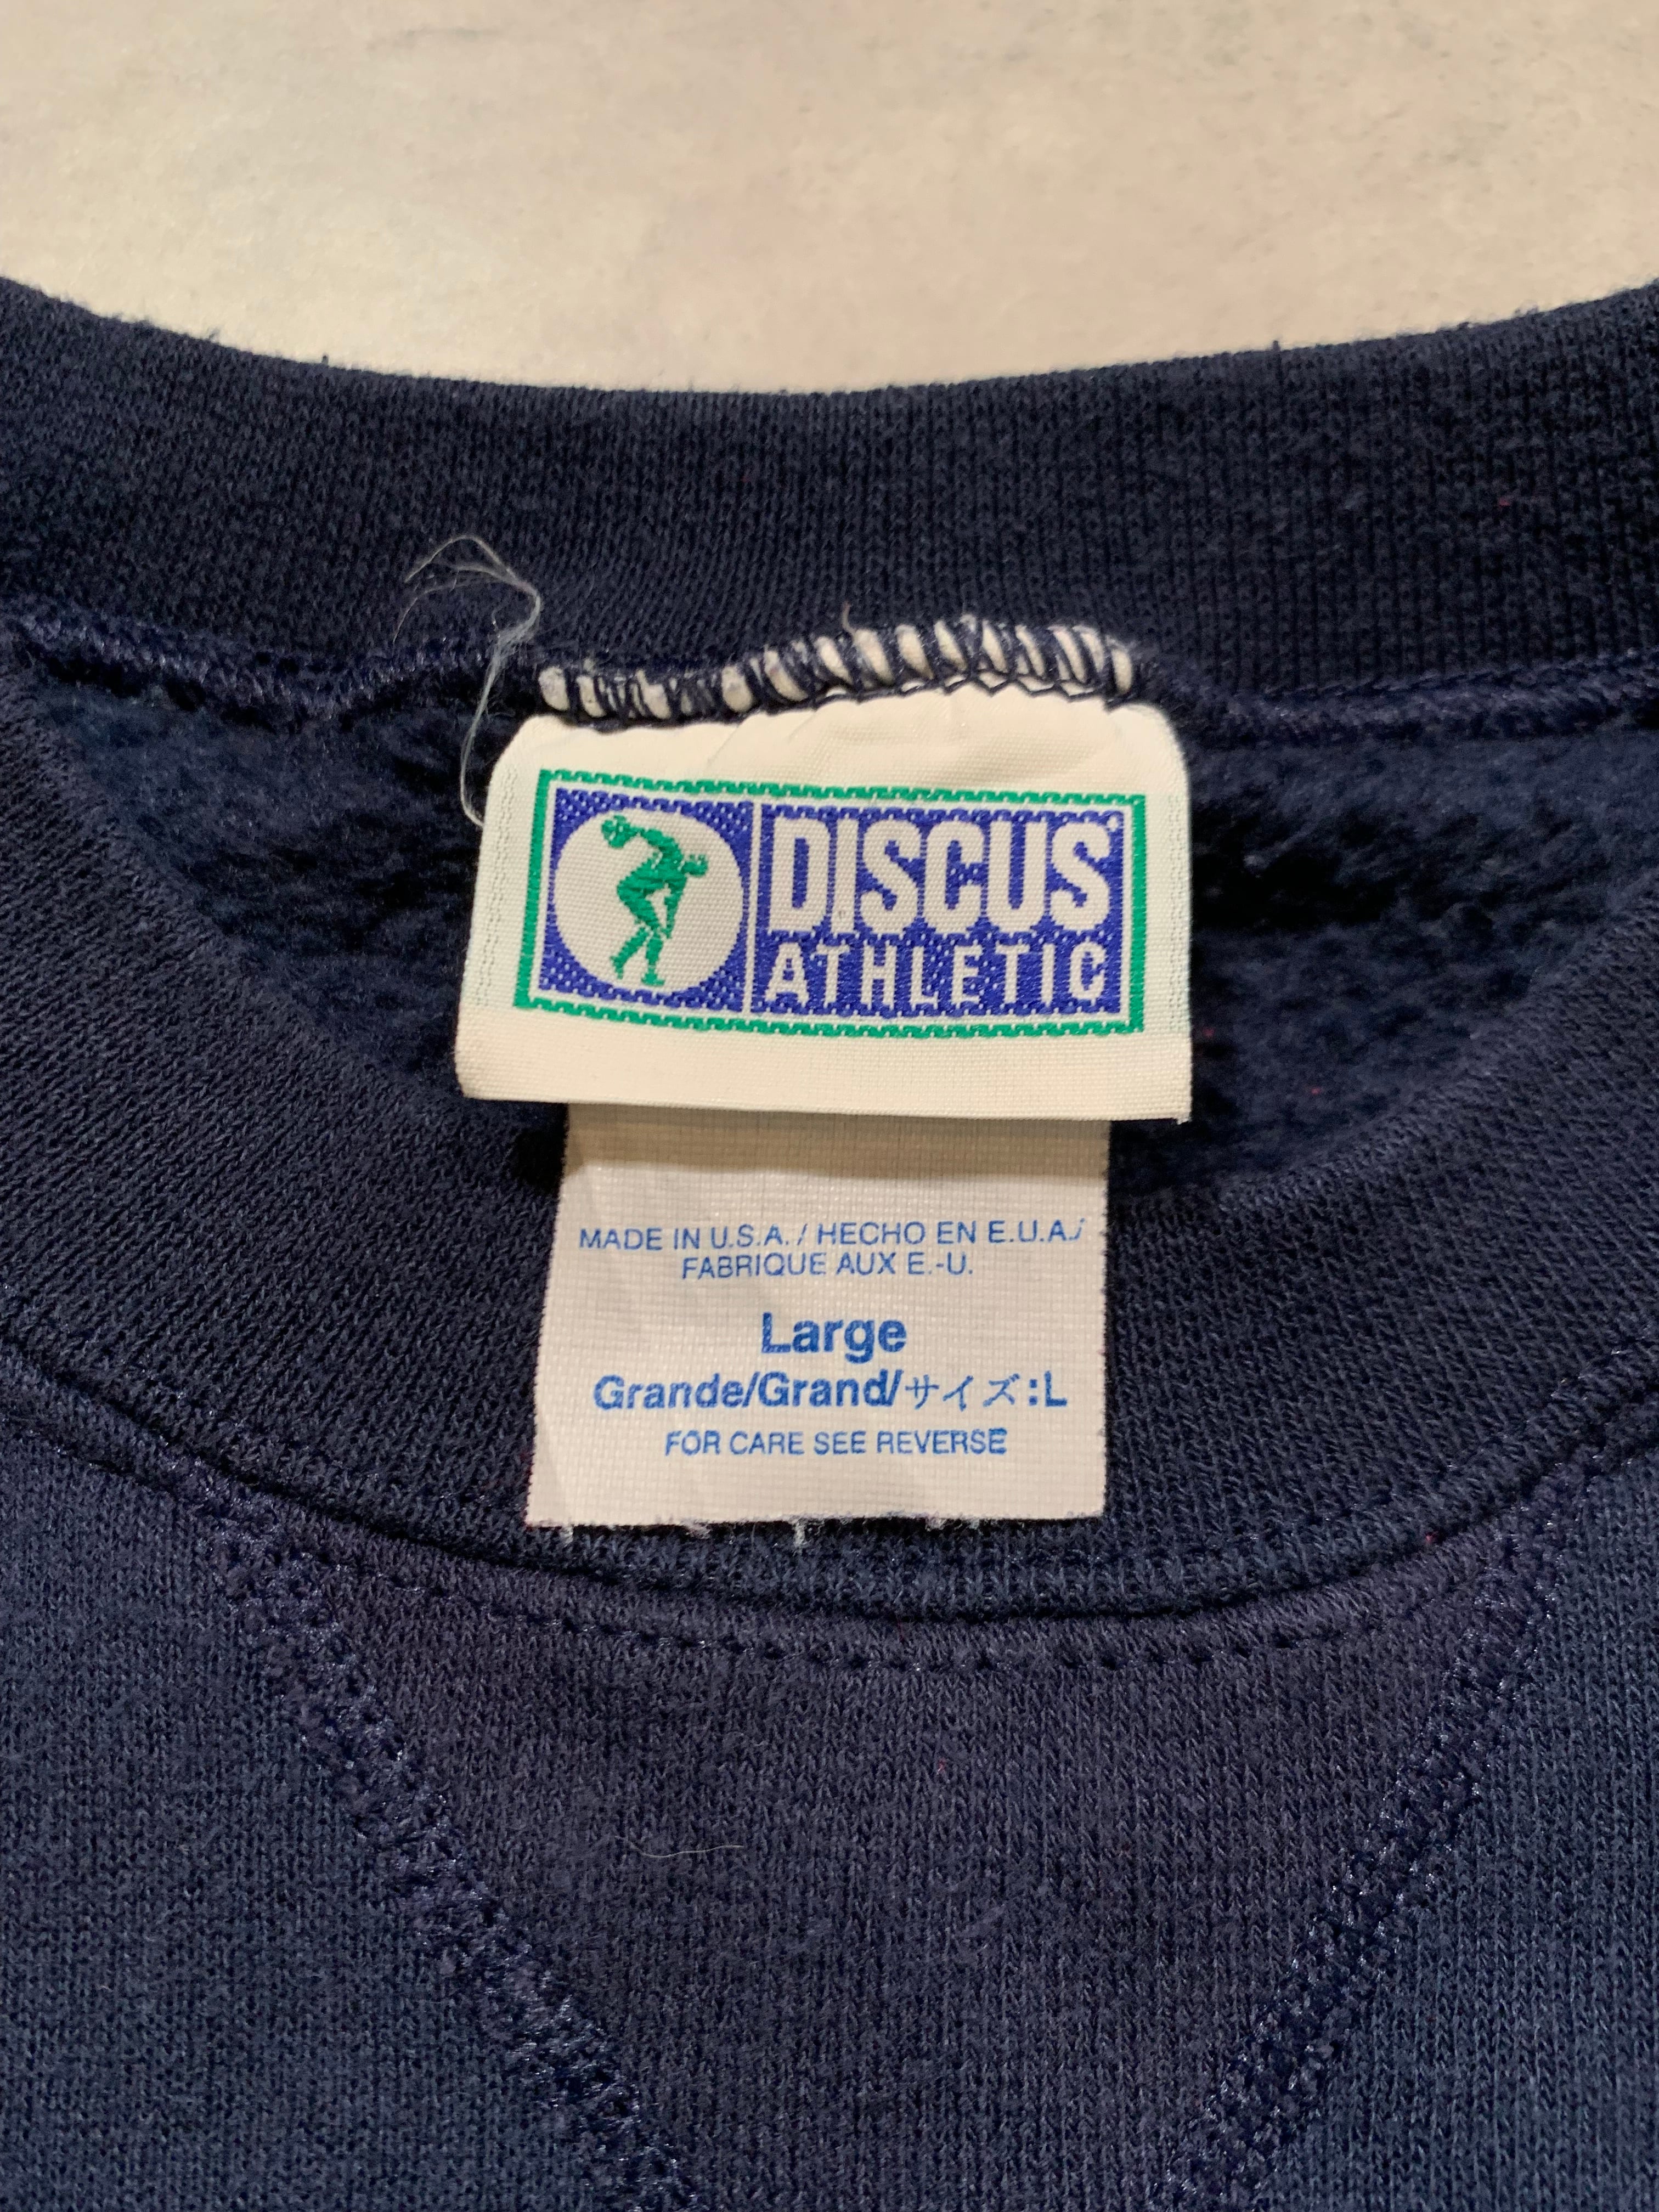 DISCUS
ATHLETIC
MADE IN U.S.A. / HECHO EN E.U.A./
FABRIQUE AUX E.-U.
Large
Grande/Grand/サイズ:L
FOR CARE SEE REVERSE